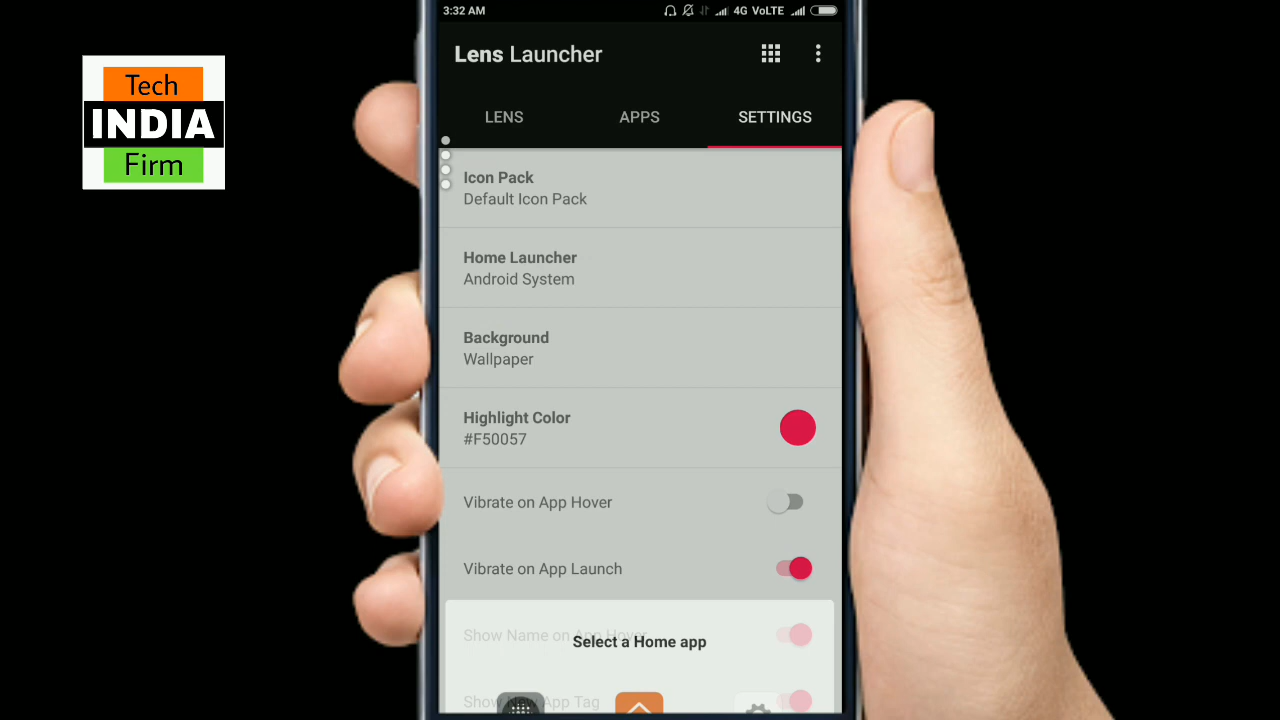 3:32 AM
4G VoLTE
Tech
INDIA
Firm
Lens Launcher
LENS
APPS
SETTINGS
Icon Pack
Default Icon Pack
Home Launcher
Android System
Background
Wallpaper
Highlight Color
#F50057
Vibrate on App Hover
Vibrate on App Launch
Show Name on App Hover
Select a Home app
Show New App Tag